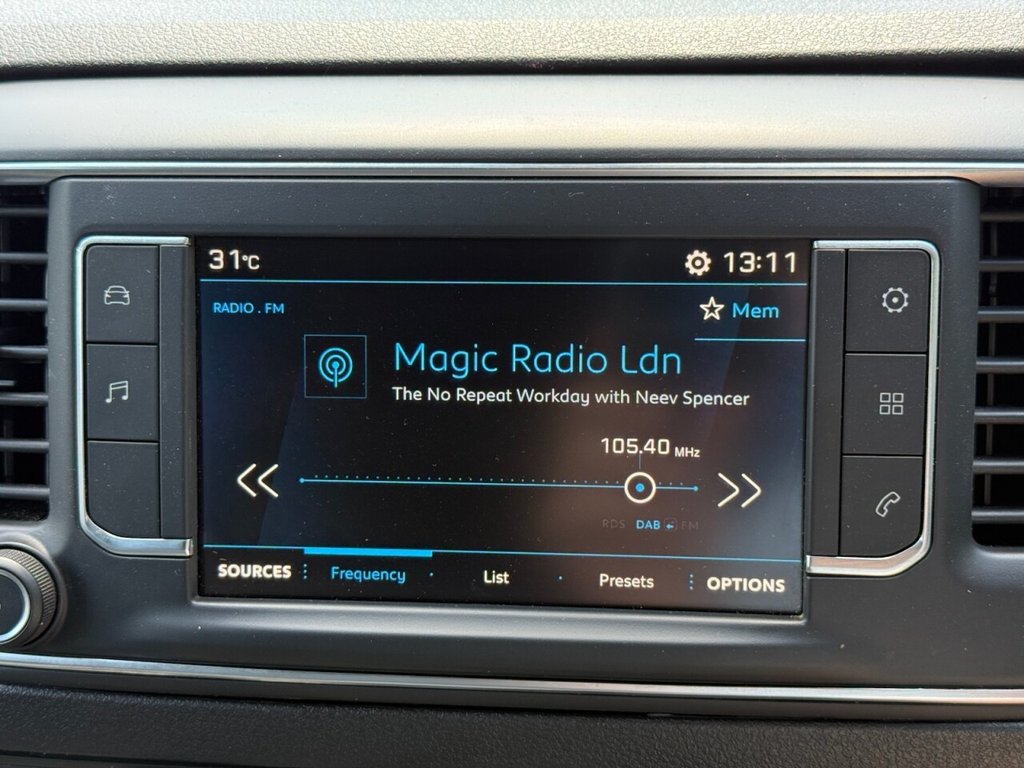 31°C
13:11
RADIO . FM
Mem
Magic Radio Ldn
The No Repeat Workday with Neev Spencer
105.40 MHz
RDS DAB FM
SOURCES Frequency · List · Presets OPTIONS